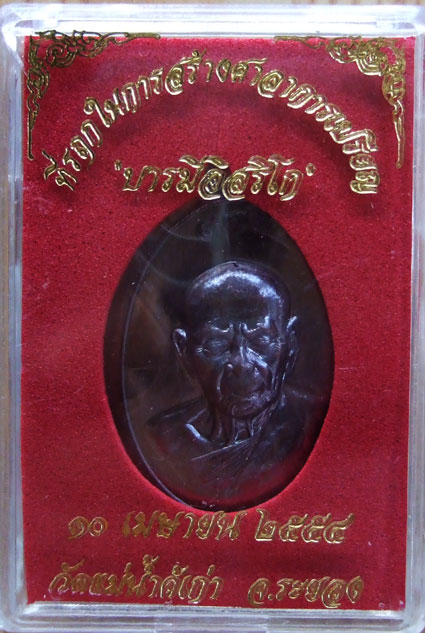 ที่รฤกในการสร้างศาลาการเปรียญ
'บารมีอิสริโก'
๑๐ เมษายน ๒๕๕๔
วัดแม่น้ำคู้เก่า จ.ระยอง